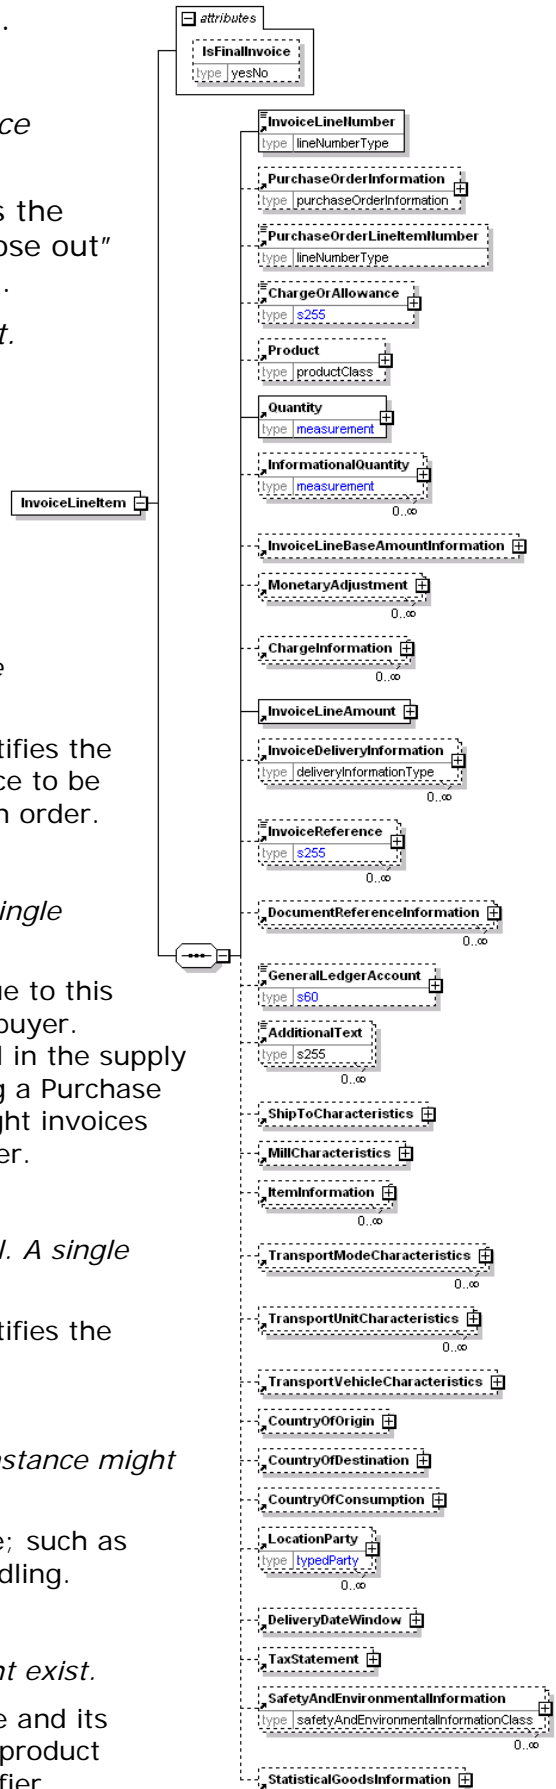 .
ce
s the
ose out"
.
t.
e
tifies the
ce to be
n order.
ingle
ue to this
buyer.
l in the supply
g a Purchase
ght invoices
er.
l. A single
tifies the
nstance might
e; such as
dling.
nt exist.
e and its
product
fier
attributes
IsFinalInvoice
type yesNo
InvoiceLineItem
InvoiceLineNumber
type lineNumberType
PurchaseOrderInformation
type purchaseOrderInformation
PurchaseOrderLineItemNumber
type lineNumberType
ChargeOrAllowance
type s255
Product
type productClass
Quantity
type measurement
InformationalQuantity
type measurement
0..∞
InvoiceLineBaseAmountInformation
MonetaryAdjustment
0..∞
ChargeInformation
0..∞
InvoiceLineAmount
InvoiceDeliveryInformation
type deliveryInformationType
0..∞
InvoiceReference
type s255
0..∞
DocumentReferenceInformation
0..∞
GeneralLedgerAccount
type s60
AdditionalText
type s255
0..∞
ShipToCharacteristics
MillCharacteristics
ItemInformation
0..∞
TransportModeCharacteristics
0..∞
TransportUnitCharacteristics
0..∞
TransportVehicleCharacteristics
CountryOfOrigin
CountryOfDestination
CountryOfConsumption
LocationParty
type typedParty
0..∞
DeliveryDateWindow
TaxStatement
SafetyAndEnvironmentalInformation
type safetyAndEnvironmentalInformationClass
0..∞
StatisticalGoodsInformation